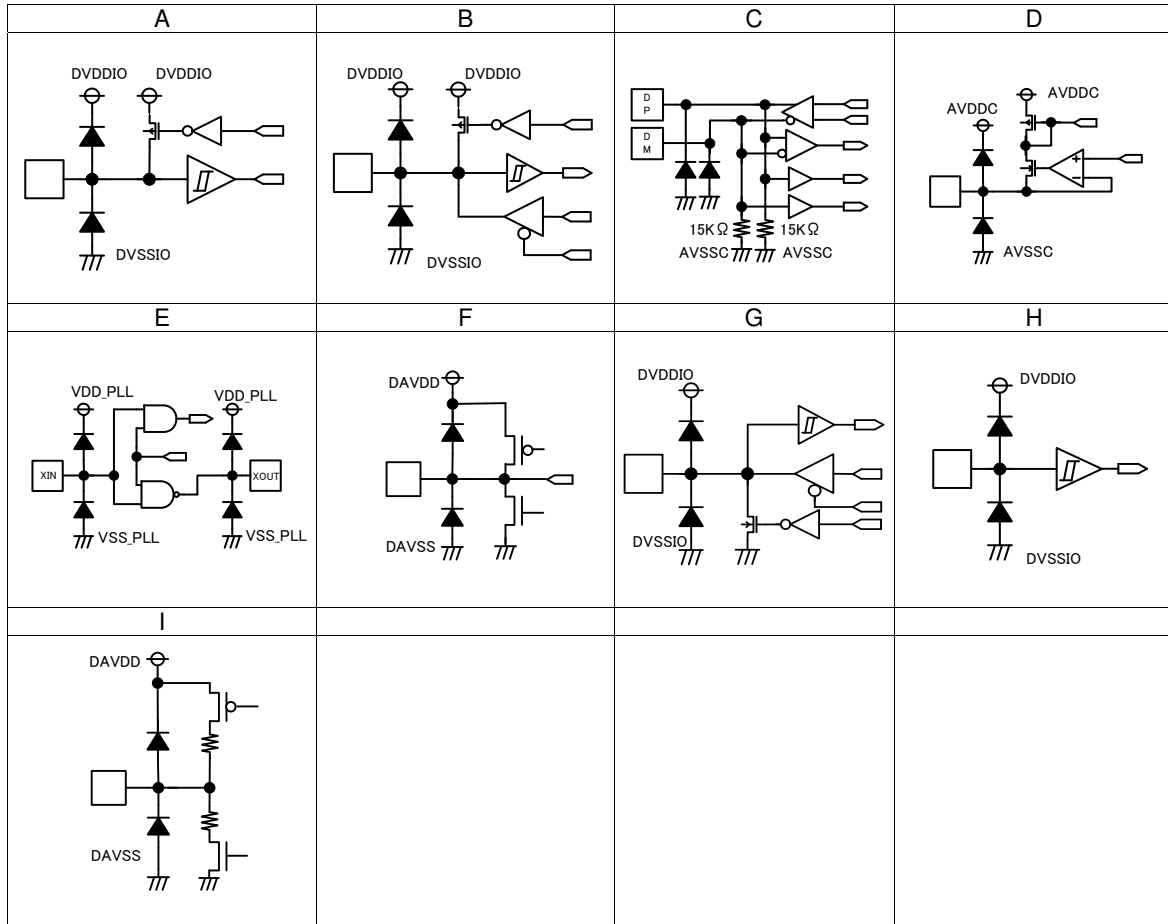 A
B
C
D
DVDDIO
DVDDIO
DVSSIO
DVDDIO
DVDDIO
DVSSIO
D
P
D
M
15KΩ
15KΩ
AVSSC
AVSSC
AVDDC
AVDDC
+
−
AVSSC
E
F
G
H
VDD_PLL
VDD_PLL
XIN
XOUT
VSS_PLL
VSS_PLL
DAVDD
DAVSS
DVDDIO
DVSSIO
DVDDIO
DVSSIO
I
DAVDD
DAVSS